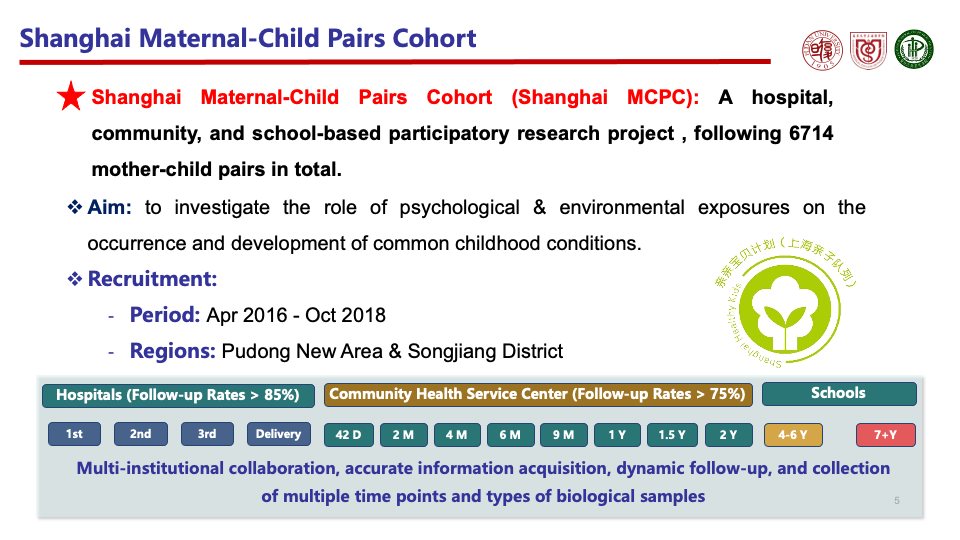 Shanghai Maternal-Child Pairs Cohort
Shanghai Maternal-Child Pairs Cohort (Shanghai MCPC): A hospital,
community, and school-based participatory research project , following 6714
mother-child pairs in total.
Aim: to investigate the role of psychological & environmental exposures on the
occurrence and development of common childhood conditions.
亲亲宝贝计划（上海亲子队列）
Shanghai Healthy Kids
Recruitment:
- Period: Apr 2016 - Oct 2018
- Regions: Pudong New Area & Songjiang District
Hospitals (Follow-up Rates > 85%) Community Health Service Center (Follow-up Rates > 75%) Schools
1st 2nd 3rd Delivery 42 D 2 M 4 M 6 M 9 M 1 Y 1.5 Y 2 Y 4-6 Y 7+Y
Multi-institutional collaboration, accurate information acquisition, dynamic follow-up, and collection
of multiple time points and types of biological samples
5